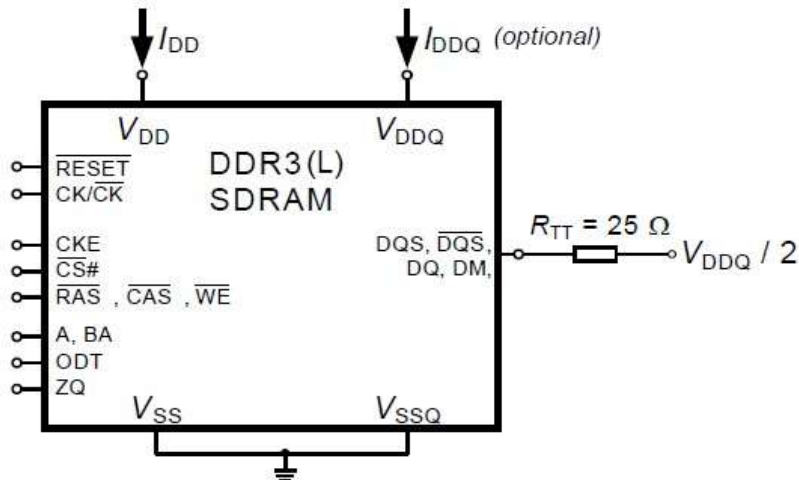 IDD
IDDQ (optional)
VDD
VDDQ
RESET
DDR3(L)
CK/CK
SDRAM
CKE
DQS, DQS,
RTT = 25 Ω
CS#
DQ, DM,
VDDQ / 2
RAS , CAS , WE
A, BA
ODT
ZQ
VSS
VSSQ